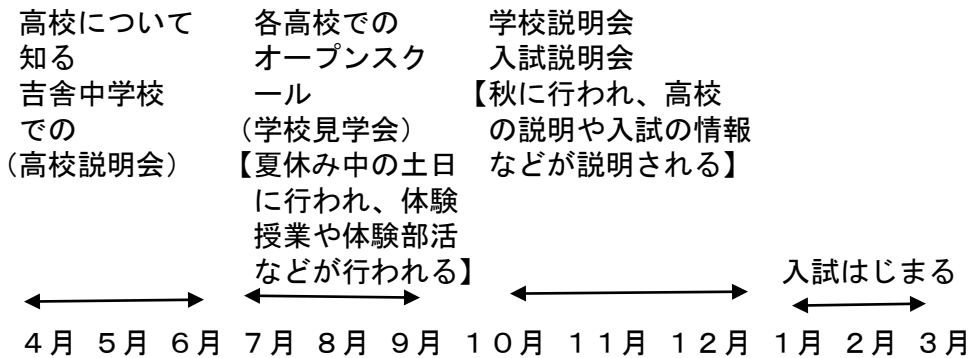 高校について
知る
吉舎中学校
での
（高校説明会）
各高校での
オープンスク
ール
（学校見学会）
【夏休み中の土日
に行われ、体験
授業や体験部活
などが行われる】
学校説明会
入試説明会
【秋に行われ、高校
の説明や入試の情報
などが説明される】
入試はじまる
４月 ５月 ６月 ７月 ８月 ９月 １０月 １１月 １２月 １月 ２月 ３月